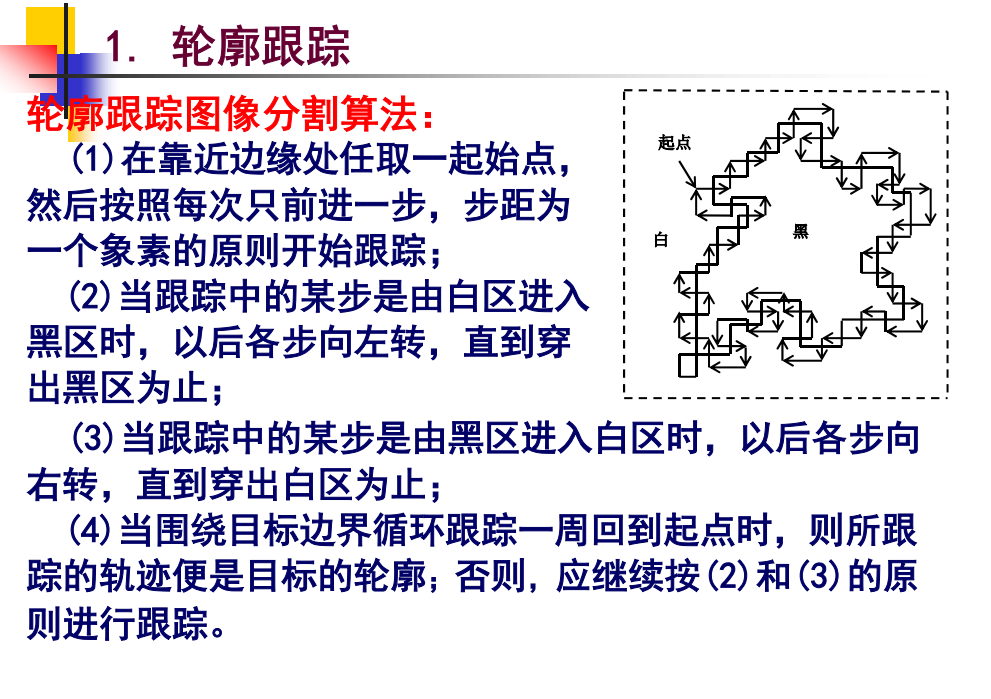 1. 轮廓跟踪
轮廓跟踪图像分割算法：
(1)在靠近边缘处任取一起始点，
然后按照每次只前进一步，步距为
一个象素的原则开始跟踪；
(2)当跟踪中的某步是由白区进入
黑区时，以后各步向左转，直到穿
出黑区为止；
(3)当跟踪中的某步是由黑区进入白区时，以后各步向
右转，直到穿出白区为止；
(4)当围绕目标边界循环跟踪一周回到起点时，则所跟
踪的轨迹便是目标的轮廓；否则，应继续按(2)和(3)的原
则进行跟踪。
起点
白
黑